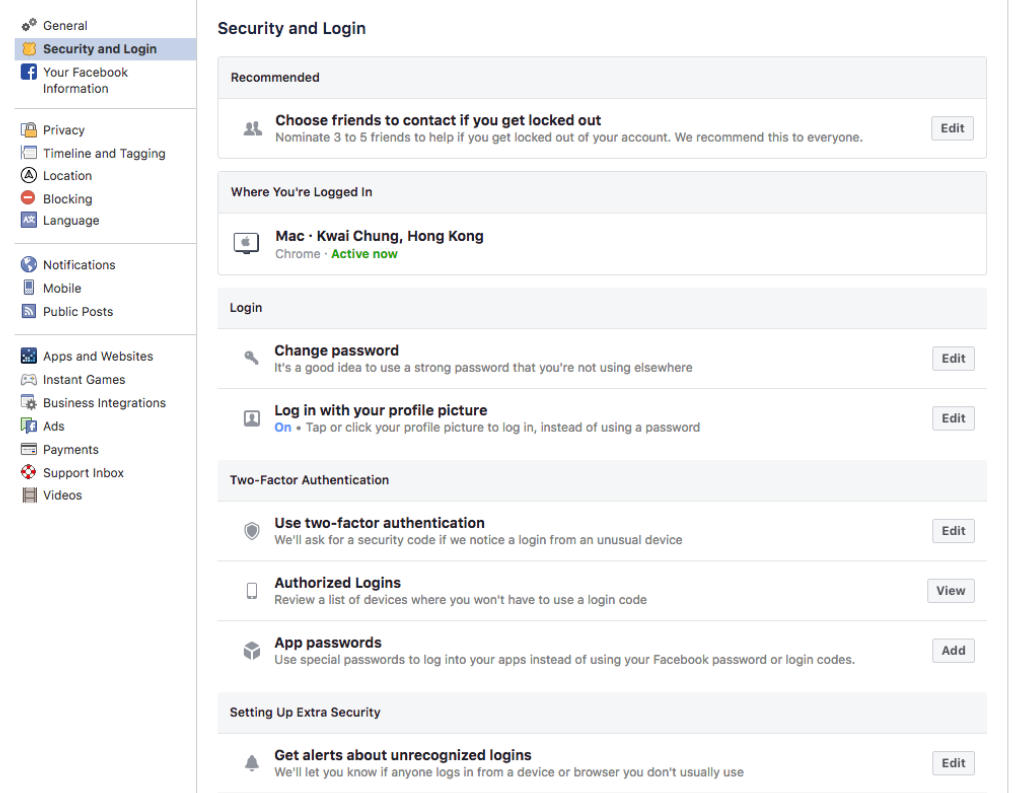 General
Security and Login
Your Facebook
Information
Privacy
Timeline and Tagging
Location
Blocking
Language
Notifications
Mobile
Public Posts
Apps and Websites
Instant Games
Business Integrations
Ads
Payments
Support Inbox
Videos
Security and Login
Recommended
Choose friends to contact if you get locked out
Nominate 3 to 5 friends to help if you get locked out of your account. We recommend this to everyone.
Edit
Where You're Logged In
Mac · Kwai Chung, Hong Kong
Chrome · Active now
Login
Change password
It's a good idea to use a strong password that you're not using elsewhere
Edit
Log in with your profile picture
On • Tap or click your profile picture to log in, instead of using a password
Edit
Two-Factor Authentication
Use two-factor authentication
We'll ask for a security code if we notice a login from an unusual device
Edit
Authorized Logins
Review a list of devices where you won't have to use a login code
View
App passwords
Use special passwords to log into your apps instead of using your Facebook password or login codes.
Add
Setting Up Extra Security
Get alerts about unrecognized logins
We'll let you know if anyone logs in from a device or browser you don't usually use
Edit